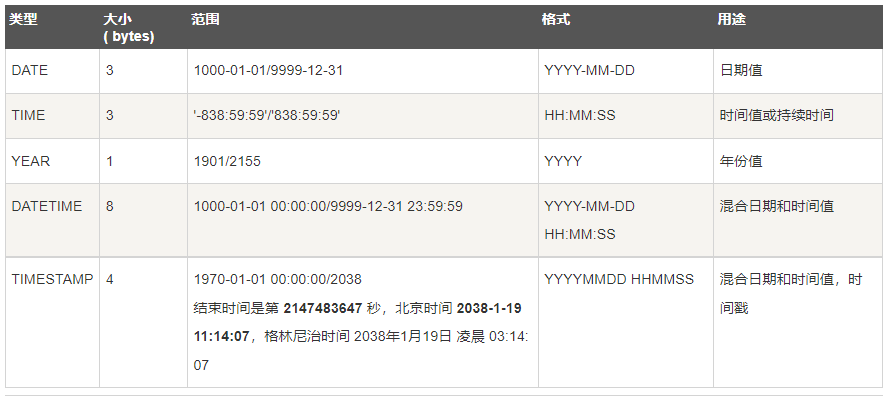 类型 大小 范围 格式 用途
( bytes)
DATE 3 1000-01-01/9999-12-31 YYYY-MM-DD 日期值
TIME 3 '-838:59:59'/'838:59:59' HH:MM:SS 时间值或持续时间
YEAR 1 1901/2155 YYYY 年份值
DATETIME 8 1000-01-01 00:00:00/9999-12-31 23:59:59 YYYY-MM-DD 混合日期和时间值
HH:MM:SS
TIMESTAMP 4 1970-01-01 00:00:00/2038 YYYYMMDD HHMMSS 混合日期和时间值，时
结束时间是第 2147483647 秒，北京时间 2038-1-19 间戳
11:14:07，格林尼治时间 2038年1月19日 凌晨 03:14:
07